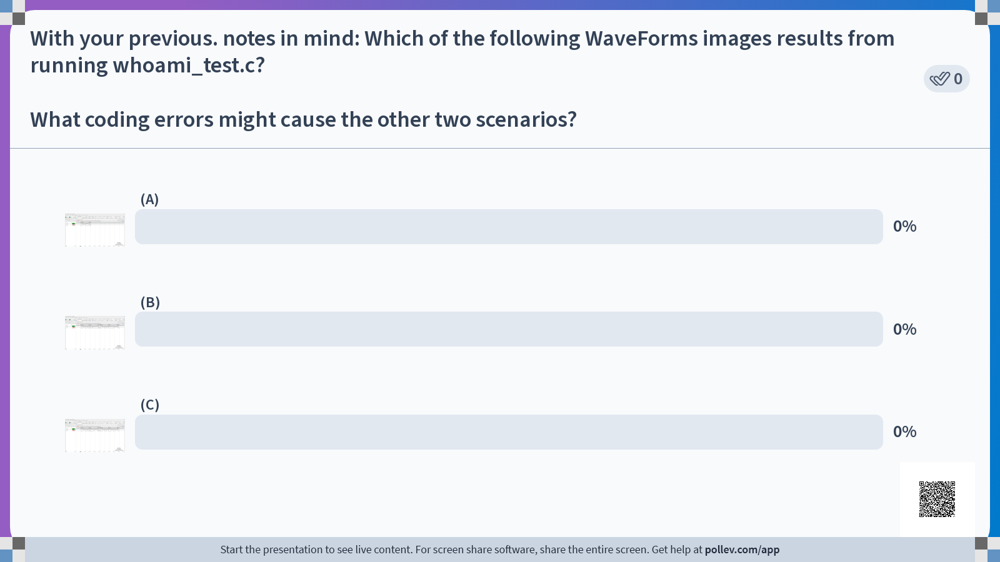 With your previous. notes in mind: Which of the following WaveForms images results from
running whoami_test.c?
0
What coding errors might cause the other two scenarios?
(A)
0%
(B)
0%
(C)
0%
Start the presentation to see live content. For screen share software, share the entire screen. Get help at pollev.com/app